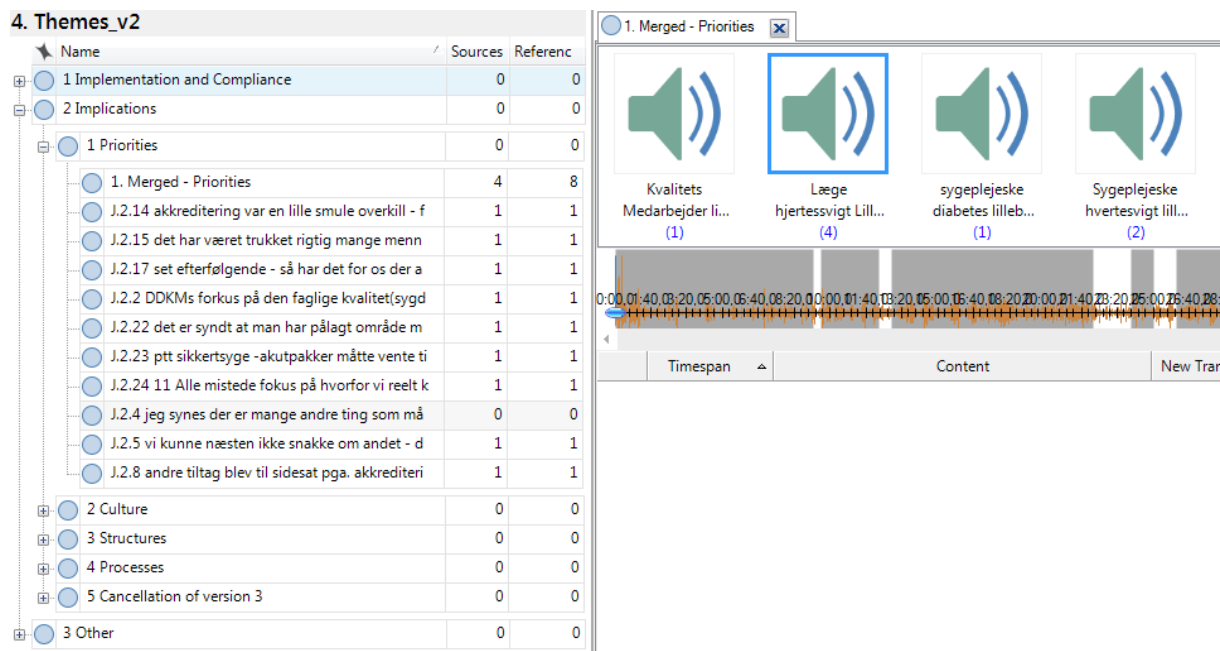 4. Themes_v2
Name Sources Referenc
1 Implementation and Compliance 0 0
2 Implications 0 0
1 Priorities 0 0
1. Merged - Priorities 4 8
J.2.14 akkreditering var en lille smule overkill - f 1 1
J.2.15 det har været trukket rigtig mange menn 1 1
J.2.17 set efterfølgende - så har det for os der a 1 1
J.2.2 DDKMs forkus på den faglige kvalitet(sygd 1 1
J.2.22 det er syndt at man har pålagt område m 1 1
J.2.23 ptt sikkertsyge -akutpakker måtte vente ti 1 1
J.2.24 11 Alle mistede fokus på hvorfor vi reelt k 1 1
J.2.4 jeg synes der er mange andre ting som må 0 0
J.2.5 vi kunne næsten ikke snakke om andet - d 1 1
J.2.8 andre tiltag blev til sidesat pga. akkrediteri 1 1
2 Culture 0 0
3 Structures 0 0
4 Processes 0 0
5 Cancellation of version 3 0 0
3 Other 0 0
1. Merged - Priorities
Kvalitets
Medarbejder li...
(1)
Læge
hjertessvigt Lill...
(4)
sygeplejeske
diabetes lilleb...
(1)
Sygeplejeske
hvertesvigt lill...
(2)
Timespan Content New Tran